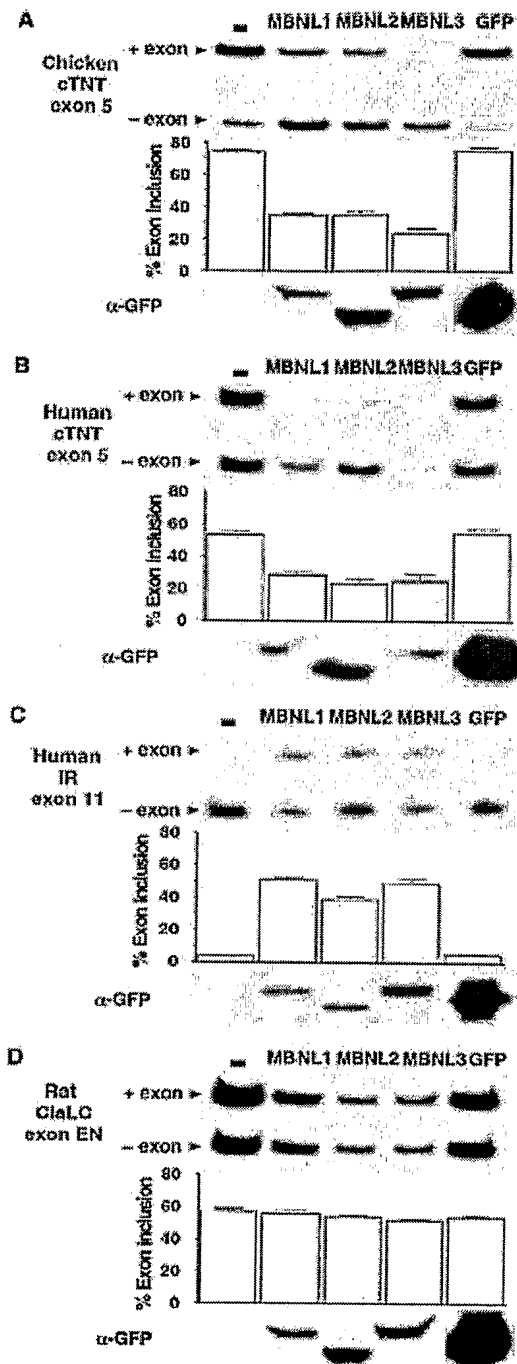 A
- MBNL1 MBNL2 MBNL3 GFP
Chicken cTNT exon 5
+ exon
- exon
% Exon Inclusion
80
60
40
20
0
α-GFP
B
- MBNL1 MBNL2 MBNL3 GFP
Human cTNT exon 5
+ exon
- exon
% Exon Inclusion
80
60
40
20
0
α-GFP
C
- MBNL1 MBNL2 MBNL3 GFP
Human IR exon 11
+ exon
- exon
% Exon Inclusion
80
60
40
20
0
α-GFP
D
- MBNL1 MBNL2 MBNL3 GFP
Rat ClaLC exon EN
+ exon
- exon
% Exon Inclusion
80
60
40
20
0
α-GFP